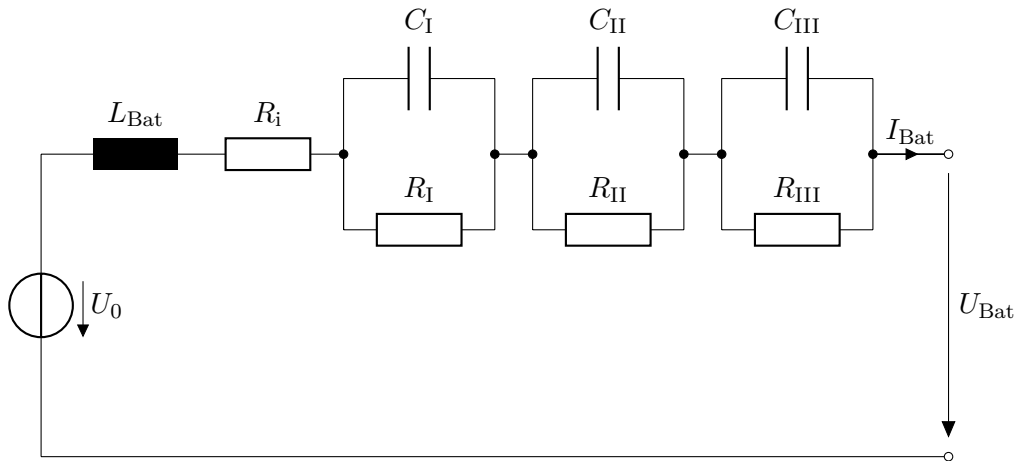 C_I
C_II
C_III
L_Bat
R_i
I_Bat
R_I
R_II
R_III
U_0
U_Bat